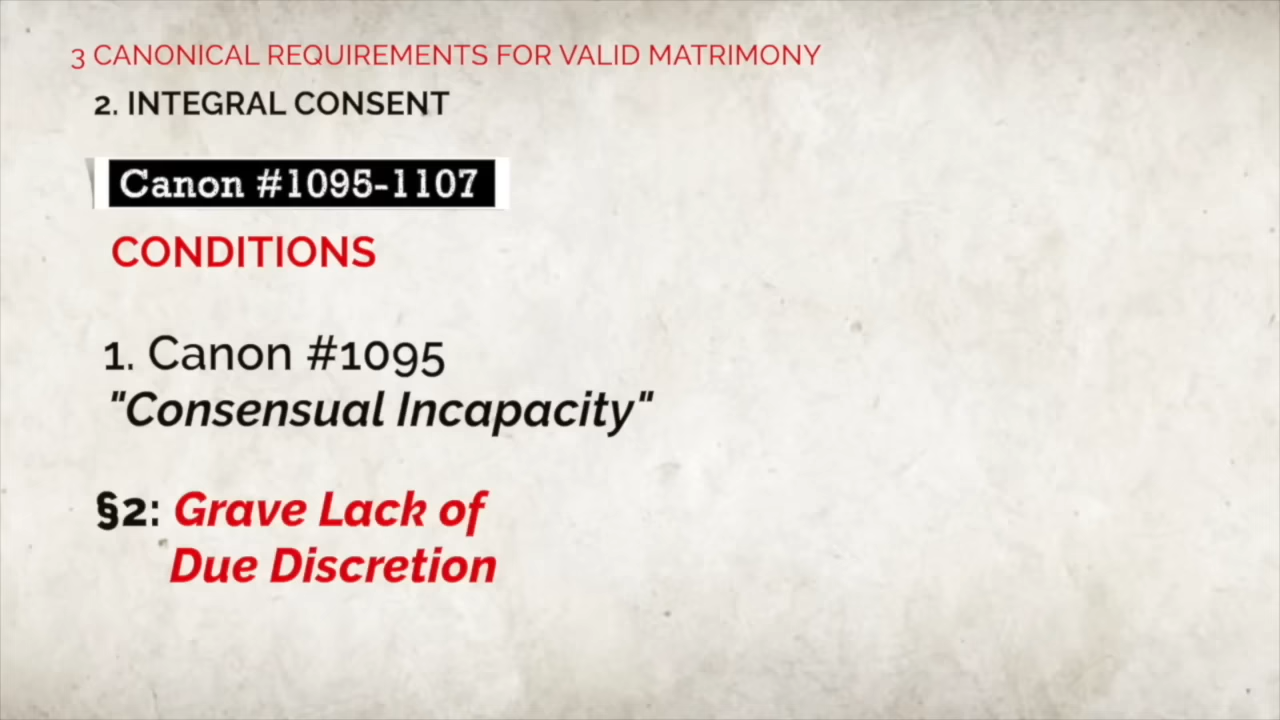 3 CANONICAL REQUIREMENTS FOR VALID MATRIMONY
2. INTEGRAL CONSENT
Canon #1095-1107
CONDITIONS
1. Canon #1095
"Consensual Incapacity"
§2: Grave Lack of
Due Discretion